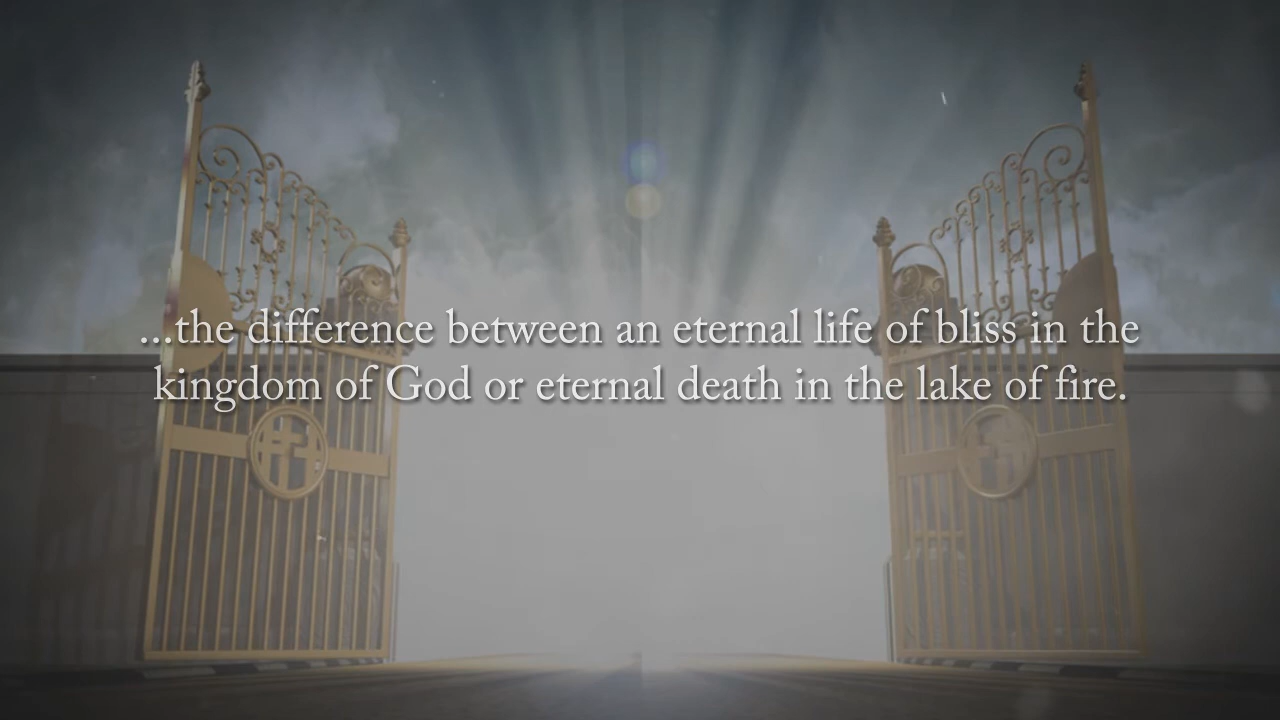 ...the difference between an eternal life of bliss in the
kingdom of God or eternal death in the lake of fire.